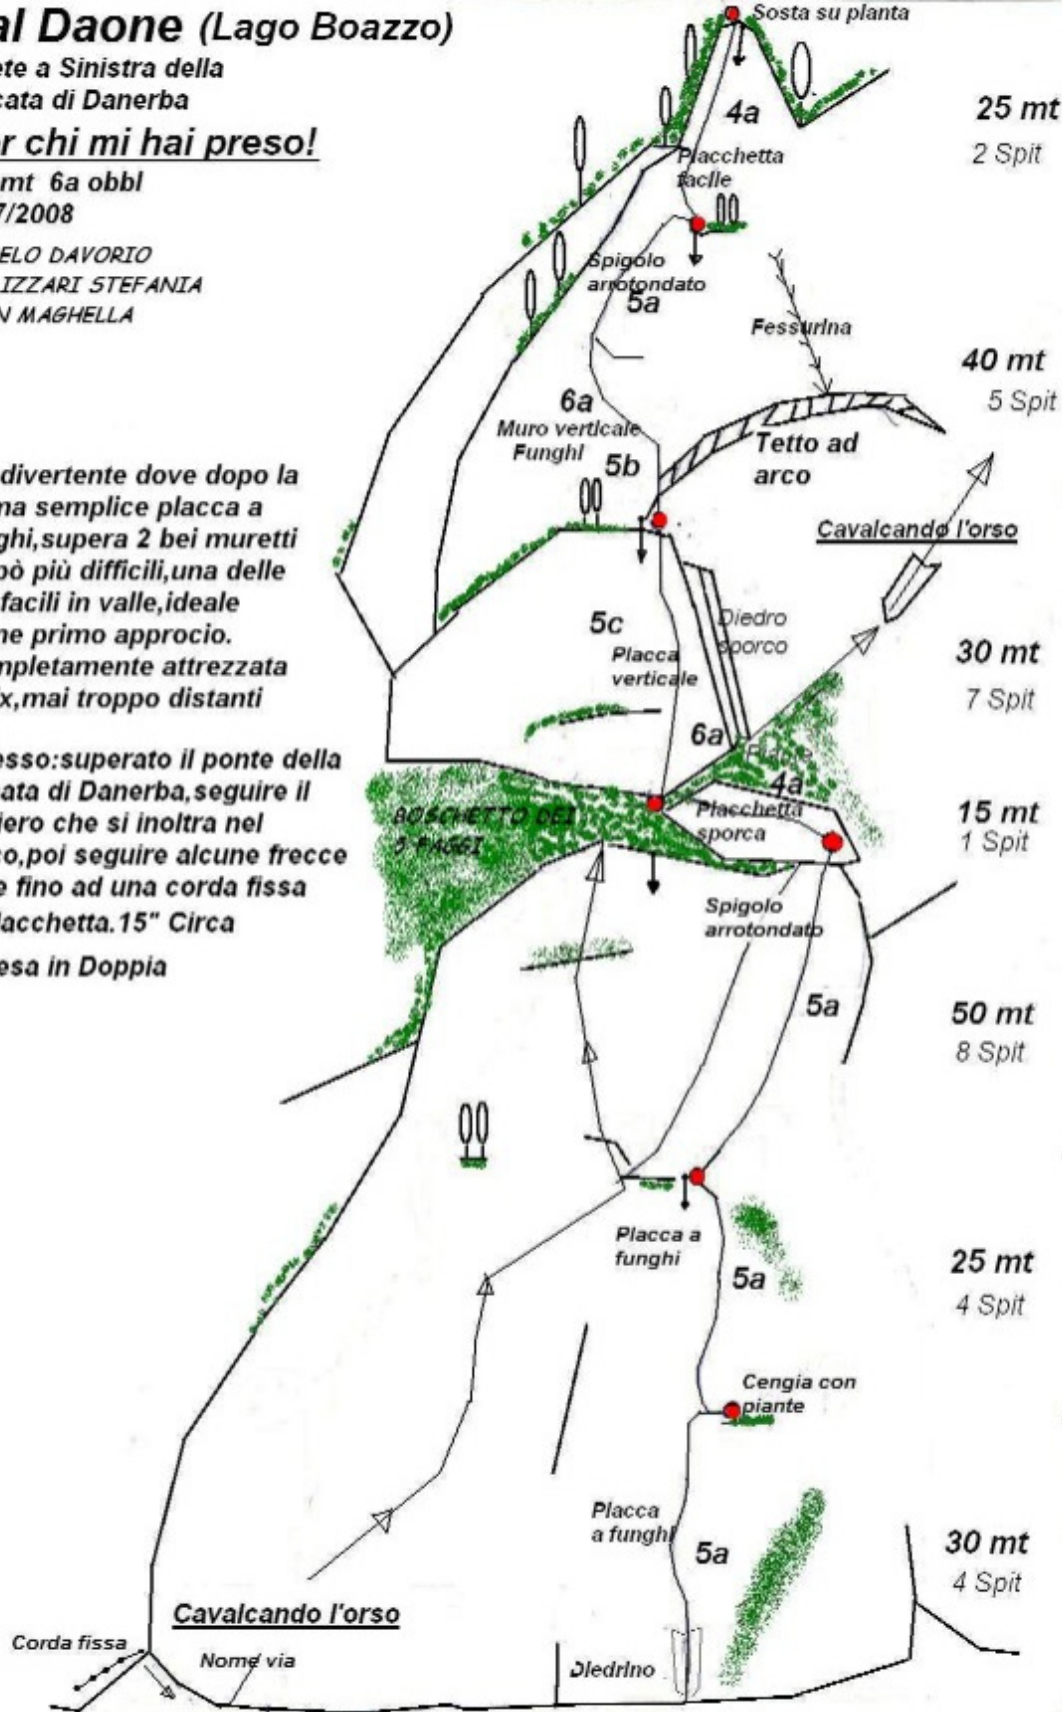 al Daone (Lago Boazzo)
ete a Sinistra della
cata di Danerba
r chi mi hai preso!
mt 6a obbl
7/2008
ELO DAVORIO
IZZARI STEFANIA
N MAGHELLA
divertente dove dopo la
ma semplice placca a
ghi,supera 2 bei muretti
pò più difficili,una delle
facili in valle,ideale
ne primo approcio.
mpletamente attrezzata
x,mai troppo distanti
esso:superato il ponte della
ata di Danerba,seguire il
iero che si inoltra nel
co,poi seguire alcune frecce
e fino ad una corda fissa
lacchetta.15" Circa
esa in Doppia
Sosta su pianta
4a
25 mt
2 Spit
Placchetta
facile
Spigolo
arrotondato
5a
Fessurina
40 mt
5 Spit
6a
Muro verticale
Funghi
5b
Tetto ad
arco
Cavalcando l'orso
5c
Placca
verticale
Diedro
sporco
30 mt
7 Spit
6a
4a
BOSCHETTO DEI
5 FAGGI
Placchetta
sporca
15 mt
1 Spit
Spigolo
arrotondato
5a
50 mt
8 Spit
Placca a
funghi
5a
25 mt
4 Spit
Cengia con
piante
Placca
a funghi
5a
30 mt
4 Spit
Cavalcando l'orso
Corda fissa
Nome via
Diedrino